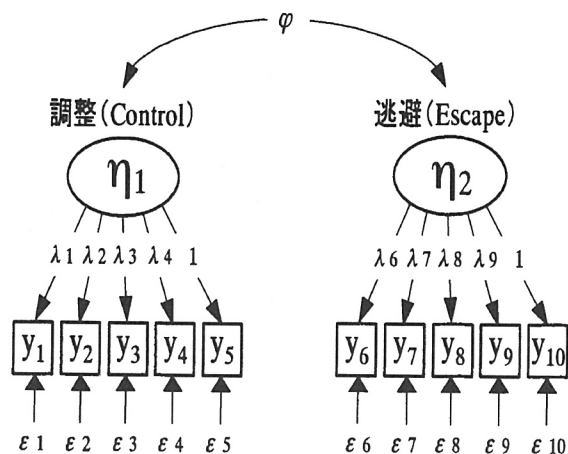 φ
調整(Control) 逃避(Escape)
η1 η2
λ1 λ2 λ3 λ4 1 λ6 λ7 λ8 λ9 1
y1 y2 y3 y4 y5 y6 y7 y8 y9 y10
ε1 ε2 ε3 ε4 ε5 ε6 ε7 ε8 ε9 ε10